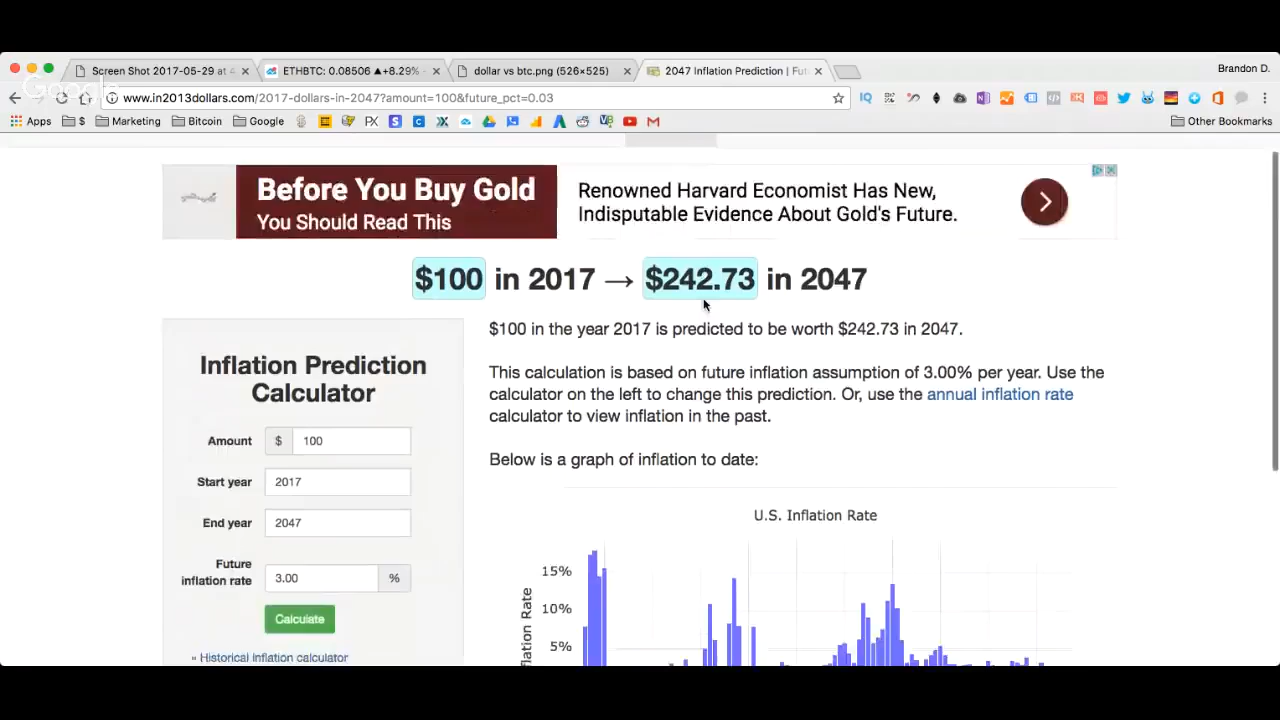 Screen Shot 2017-05-29 at 4
ETHBTC: 0.08506 ▲+8.29%
dollar vs btc.png (526×525)
2047 Inflation Prediction | Fut
Brandon D.
Google
www.in2013dollars.com/2017-dollars-in-2047?amount=100&future_pct=0.03
Apps
$
Marketing
Bitcoin
Google
Other Bookmarks
Before You Buy Gold
You Should Read This
Renowned Harvard Economist Has New,
Indisputable Evidence About Gold's Future.
$100 in 2017 → $242.73 in 2047
Inflation Prediction
Calculator
Amount $ 100
Start year 2017
End year 2047
Future
inflation rate 3.00 %
Calculate
» Historical inflation calculator
$100 in the year 2017 is predicted to be worth $242.73 in 2047.
This calculation is based on future inflation assumption of 3.00% per year. Use the
calculator on the left to change this prediction. Or, use the annual inflation rate
calculator to view inflation in the past.
Below is a graph of inflation to date:
U.S. Inflation Rate
15%
10%
5%
flation Rate